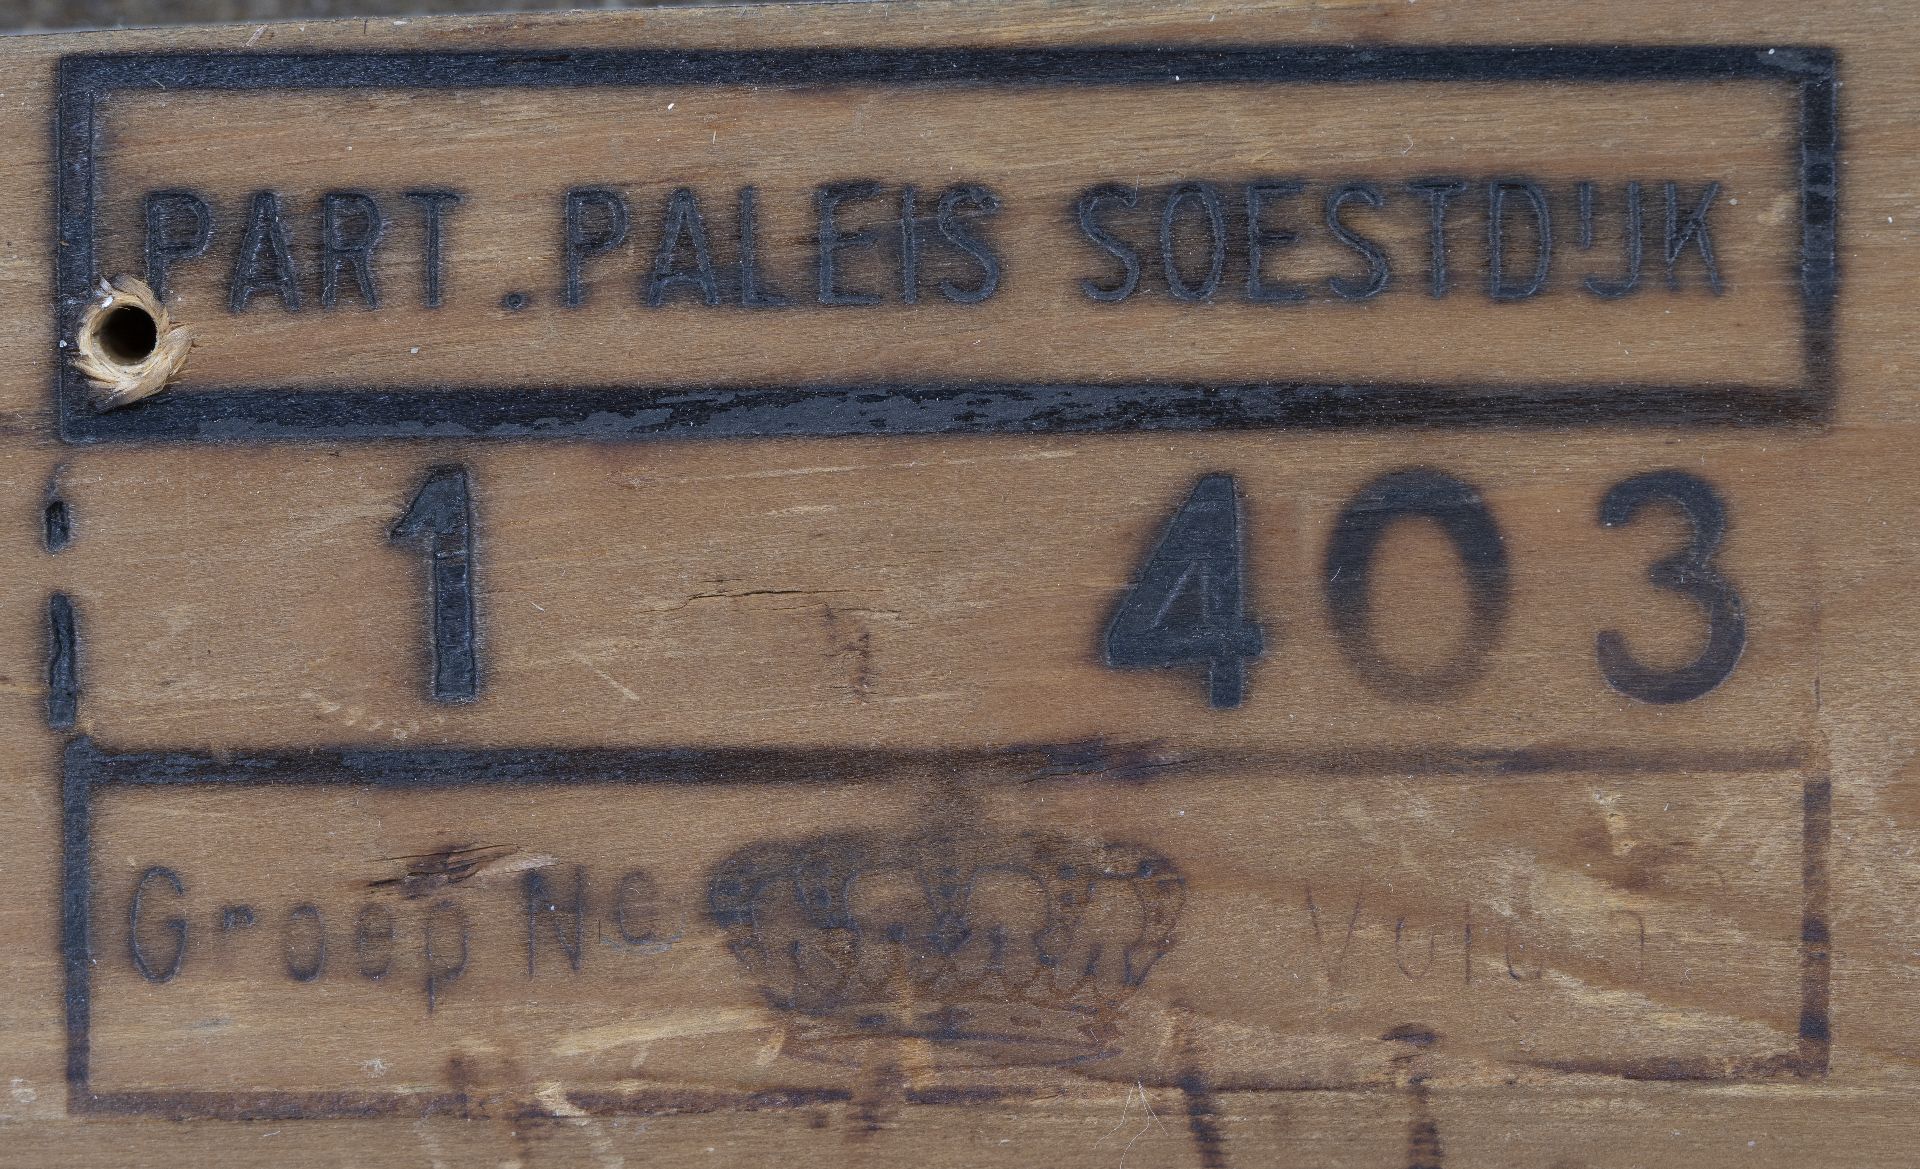 PART. PALEIS SOESTDIJK
1 403
Groep No